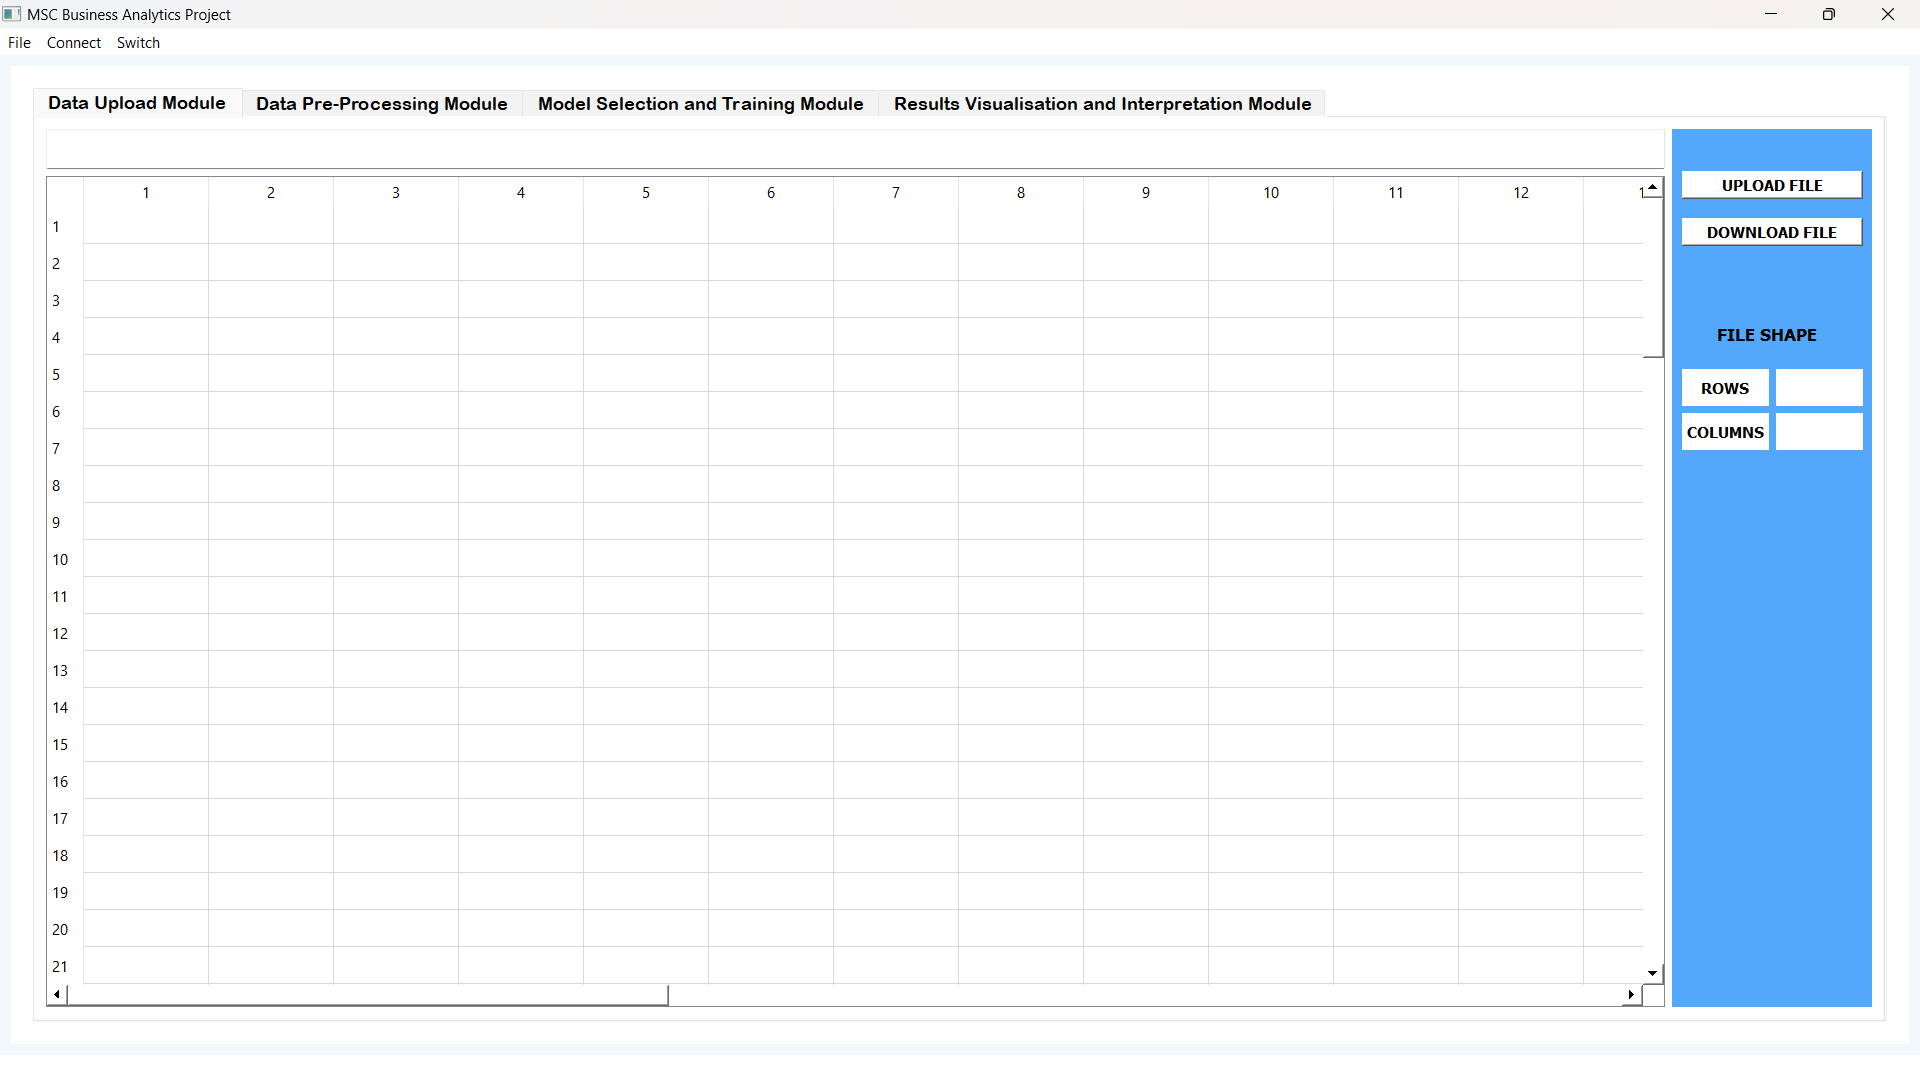 MSC Business Analytics Project
File Connect Switch
Data Upload Module Data Pre-Processing Module Model Selection and Training Module Results Visualisation and Interpretation Module
1 2 3 4 5 6 7 8 9 10 11 12 1
1
2
3
4
5
6
7
8
9
10
11
12
13
14
15
16
17
18
19
20
21
UPLOAD FILE
DOWNLOAD FILE
FILE SHAPE
ROWS
COLUMNS